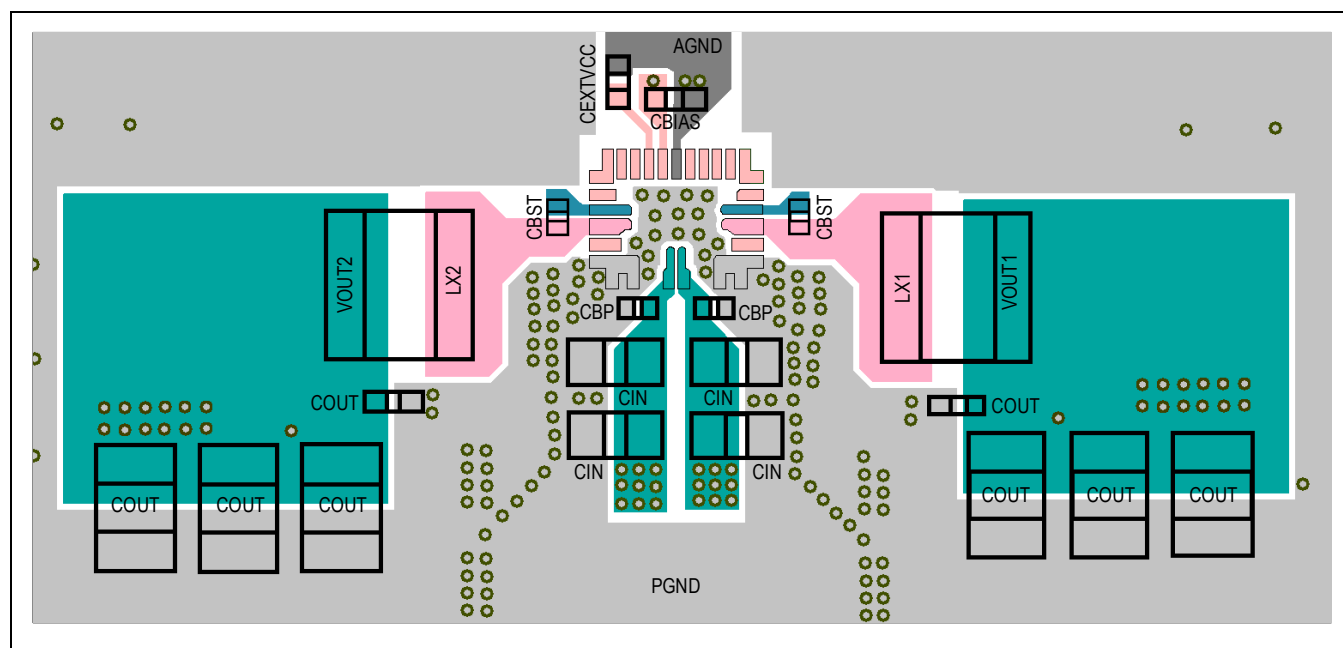 AGND
CEXTVCC
CBIAS
CBST
CBST
VOUT2
LX2
LX1
VOUT1
CBP
CBP
CIN
CIN
COUT
COUT
CIN
CIN
COUT
COUT
COUT
COUT
COUT
COUT
PGND